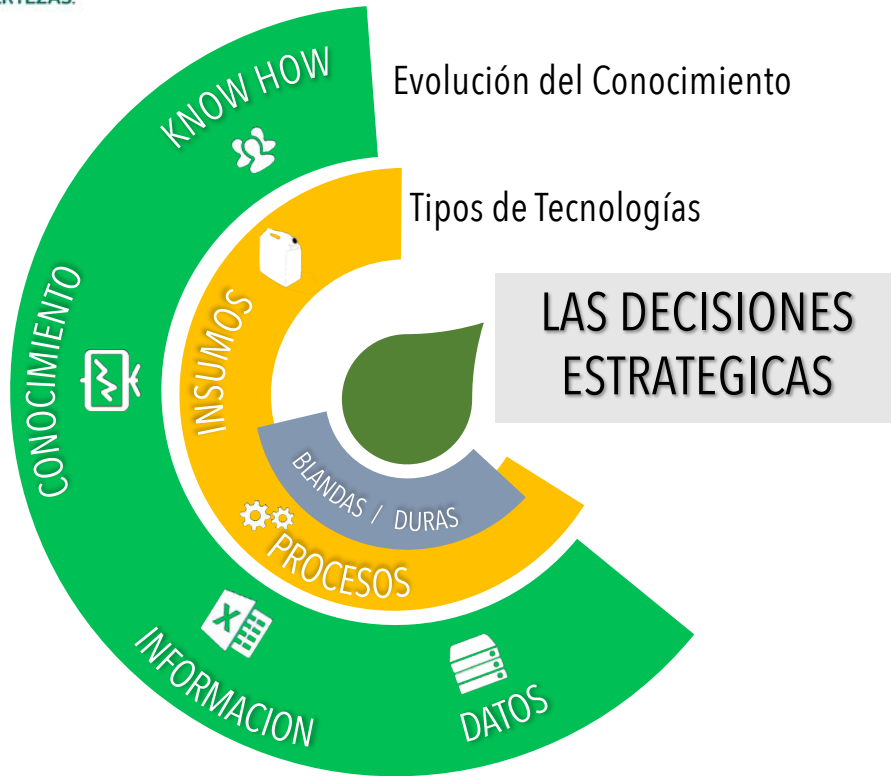 KNOW HOW
Evolución del Conocimiento
Tipos de Tecnologías
LAS DECISIONES
ESTRATEGICAS
INSUMOS
CONOCIMIENTO
BLANDAS / DURAS
PROCESOS
INFORMACION
DATOS